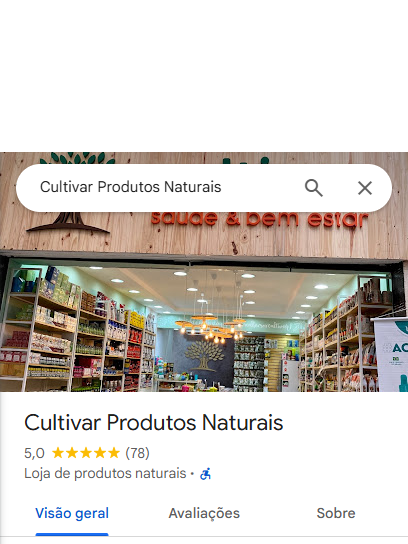 Cultivar Produtos Naturais
saúde & bem estar
Cultivar Produtos Naturais
5,0 (78)
Loja de produtos naturais ·
Visão geral
Avaliações
Sobre